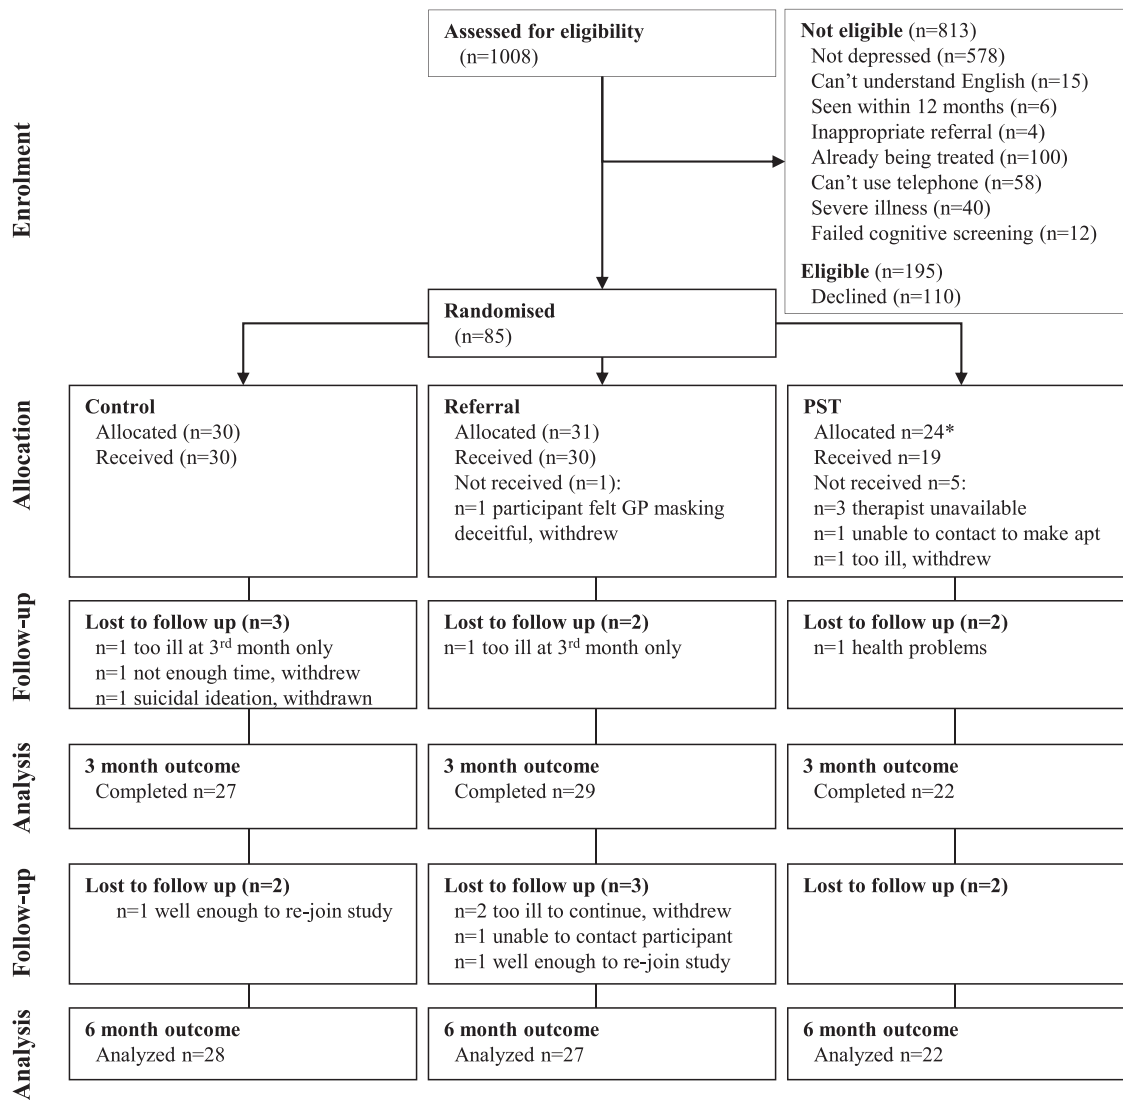 Enrolment
Assessed for eligibility
(n=1008)
Not eligible (n=813)
Not depressed (n=578)
Can't understand English (n=15)
Seen within 12 months (n=6)
Inappropriate referral (n=4)
Already being treated (n=100)
Can't use telephone (n=58)
Severe illness (n=40)
Failed cognitive screening (n=12)
Eligible (n=195)
Declined (n=110)
Randomised
(n=85)
Allocation
Control
Allocated (n=30)
Received (n=30)
Referral
Allocated (n=31)
Received (n=30)
Not received (n=1):
n=1 participant felt GP masking
deceitful, withdrew
PST
Allocated n=24*
Received n=19
Not received n=5:
n=3 therapist unavailable
n=1 unable to contact to make apt
n=1 too ill, withdrew
Follow-up
Lost to follow up (n=3)
n=1 too ill at 3rd month only
n=1 not enough time, withdrew
n=1 suicidal ideation, withdrawn
Lost to follow up (n=2)
n=1 too ill at 3rd month only
Lost to follow up (n=2)
n=1 health problems
Analysis
3 month outcome
Completed n=27
3 month outcome
Completed n=29
3 month outcome
Completed n=22
Follow-up
Lost to follow up (n=2)
n=1 well enough to re-join study
Lost to follow up (n=3)
n=2 too ill to continue, withdrew
n=1 unable to contact participant
n=1 well enough to re-join study
Lost to follow up (n=2)
Analysis
6 month outcome
Analyzed n=28
6 month outcome
Analyzed n=27
6 month outcome
Analyzed n=22